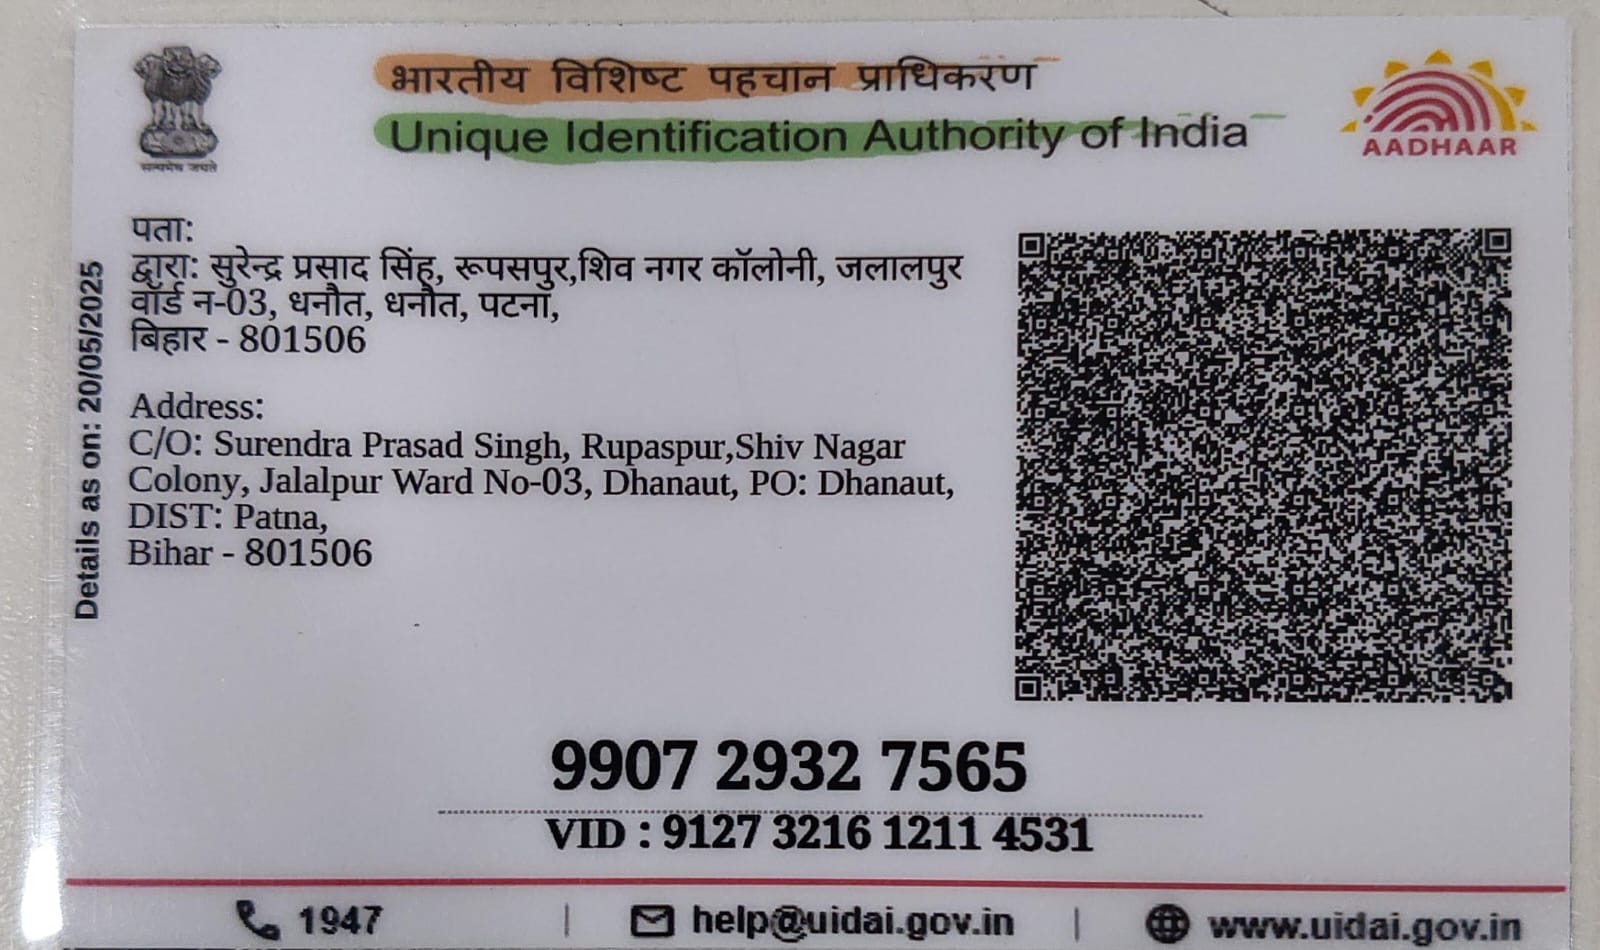 भारतीय विशिष्ट पहचान प्राधिकरण
Unique Identification Authority of India
AADHAAR
सत्यमेव जयते
Details as on: 20/05/2025
पता:
द्वारा: सुरेन्द्र प्रसाद सिंह, रूपसपुर,शिव नगर कॉलोनी, जलालपुर
वॉर्ड न-03, धनौत, धनौत, पटना,
बिहार - 801506
Address:
C/O: Surendra Prasad Singh, Rupaspur,Shiv Nagar
Colony, Jalalpur Ward No-03, Dhanaut, PO: Dhanaut,
DIST: Patna,
Bihar - 801506
9907 2932 7565
VID : 9127 3216 1211 4531
1947 | help@uidai.gov.in | www.uidai.gov.in